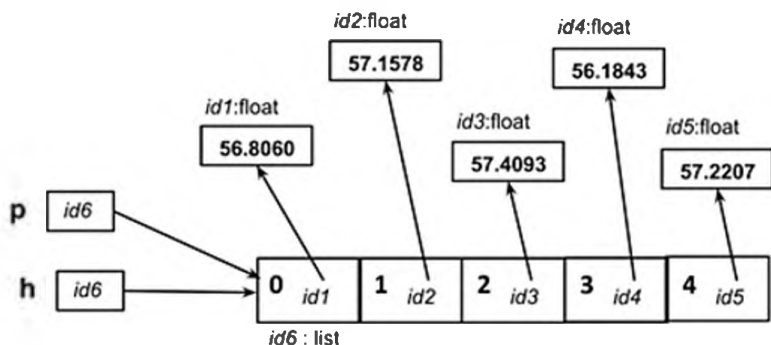 id2:float
57.1578
id4:float
56.1843
id1:float
56.8060
id3:float
57.4093
id5:float
57.2207
p id6
h id6
0 id1 1 id2 2 id3 3 id4 4 id5
id6 : list